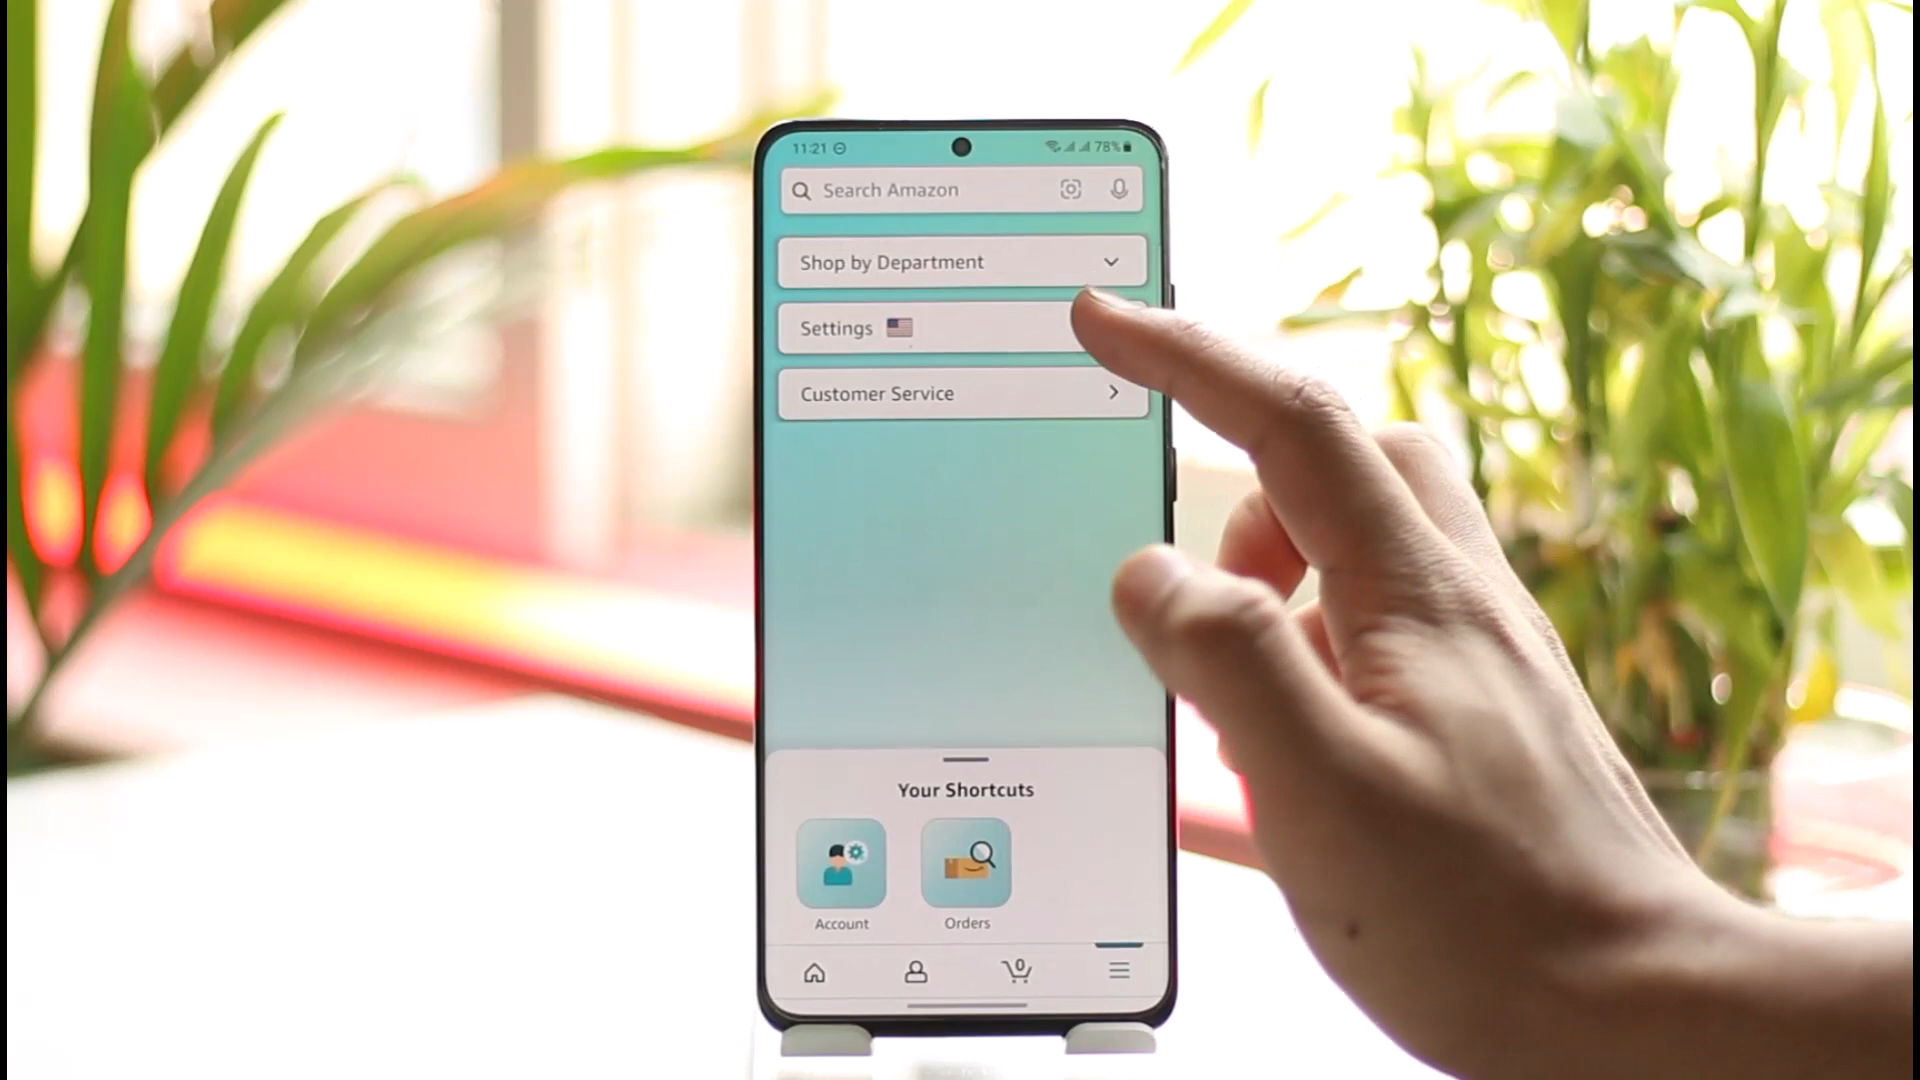 11:21
78%
Search Amazon
Shop by Department
Settings
Customer Service
Your Shortcuts
Account
Orders
0